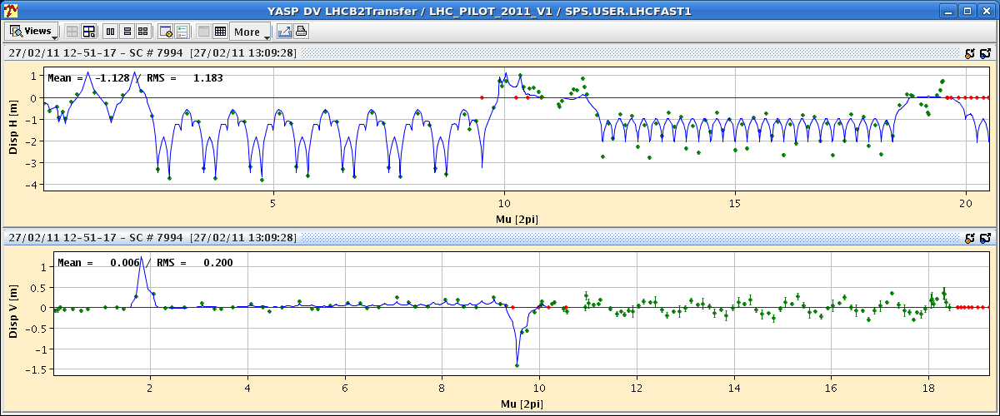 YASP DV LHCB2Transfer / LHC_PILOT_2011_V1 / SPS.USER.LHCFAST1
Views More
27/02/11 12-51-17 - SC # 7994 [27/02/11 13:09:28]
Mean = -1.128 / RMS = 1.183
Disp H [m]
1
0
-1
-2
-3
-4
5 10 15 20
Mu [2pi]
27/02/11 12-51-17 - SC # 7994 [27/02/11 13:09:28]
Mean = 0.006 / RMS = 0.200
Disp V [m]
1
0.5
0
-0.5
-1
-1.5
2 4 6 8 10 12 14 16 18
Mu [2pi]